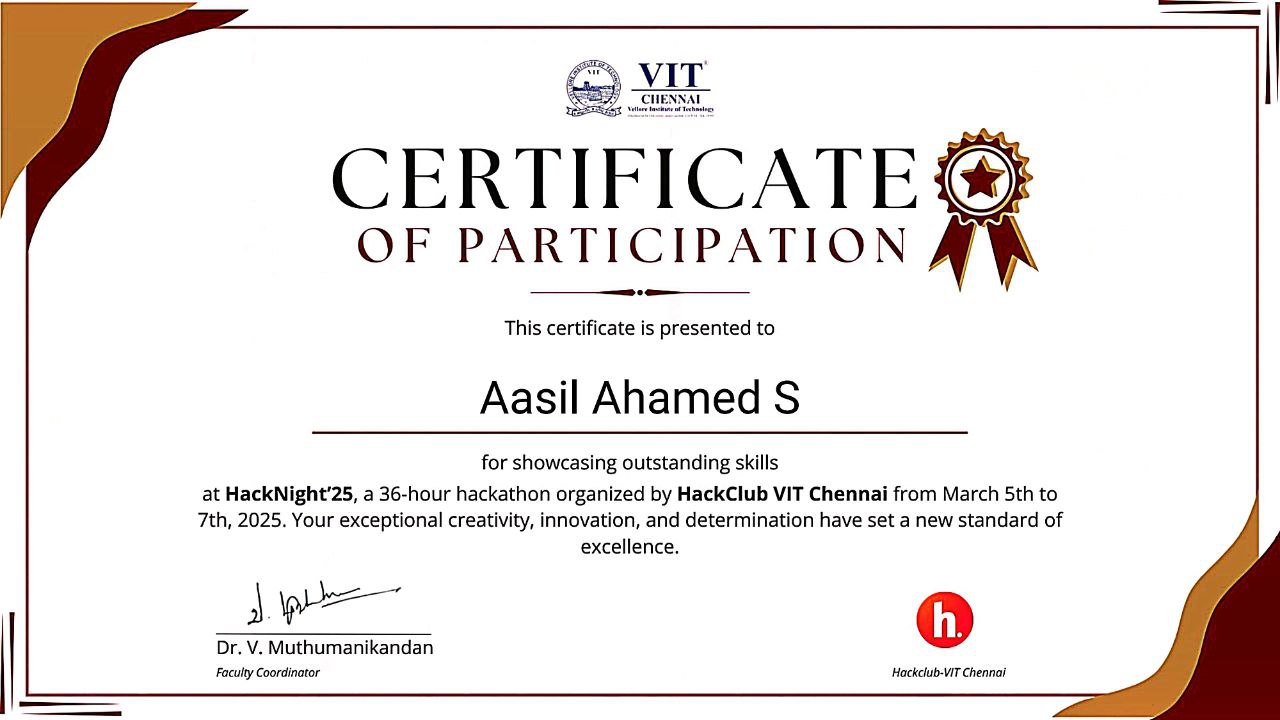 VIT
CHENNAI
Vellore Institute of Technology
CERTIFICATE
OF PARTICIPATION
This certificate is presented to
Aasil Ahamed S
for showcasing outstanding skills
at HackNight’25, a 36-hour hackathon organized by HackClub VIT Chennai from March 5th to
7th, 2025. Your exceptional creativity, innovation, and determination have set a new standard of
excellence.
Dr. V. Muthumanikandan
Faculty Coordinator
h.
Hackclub-VIT Chennai